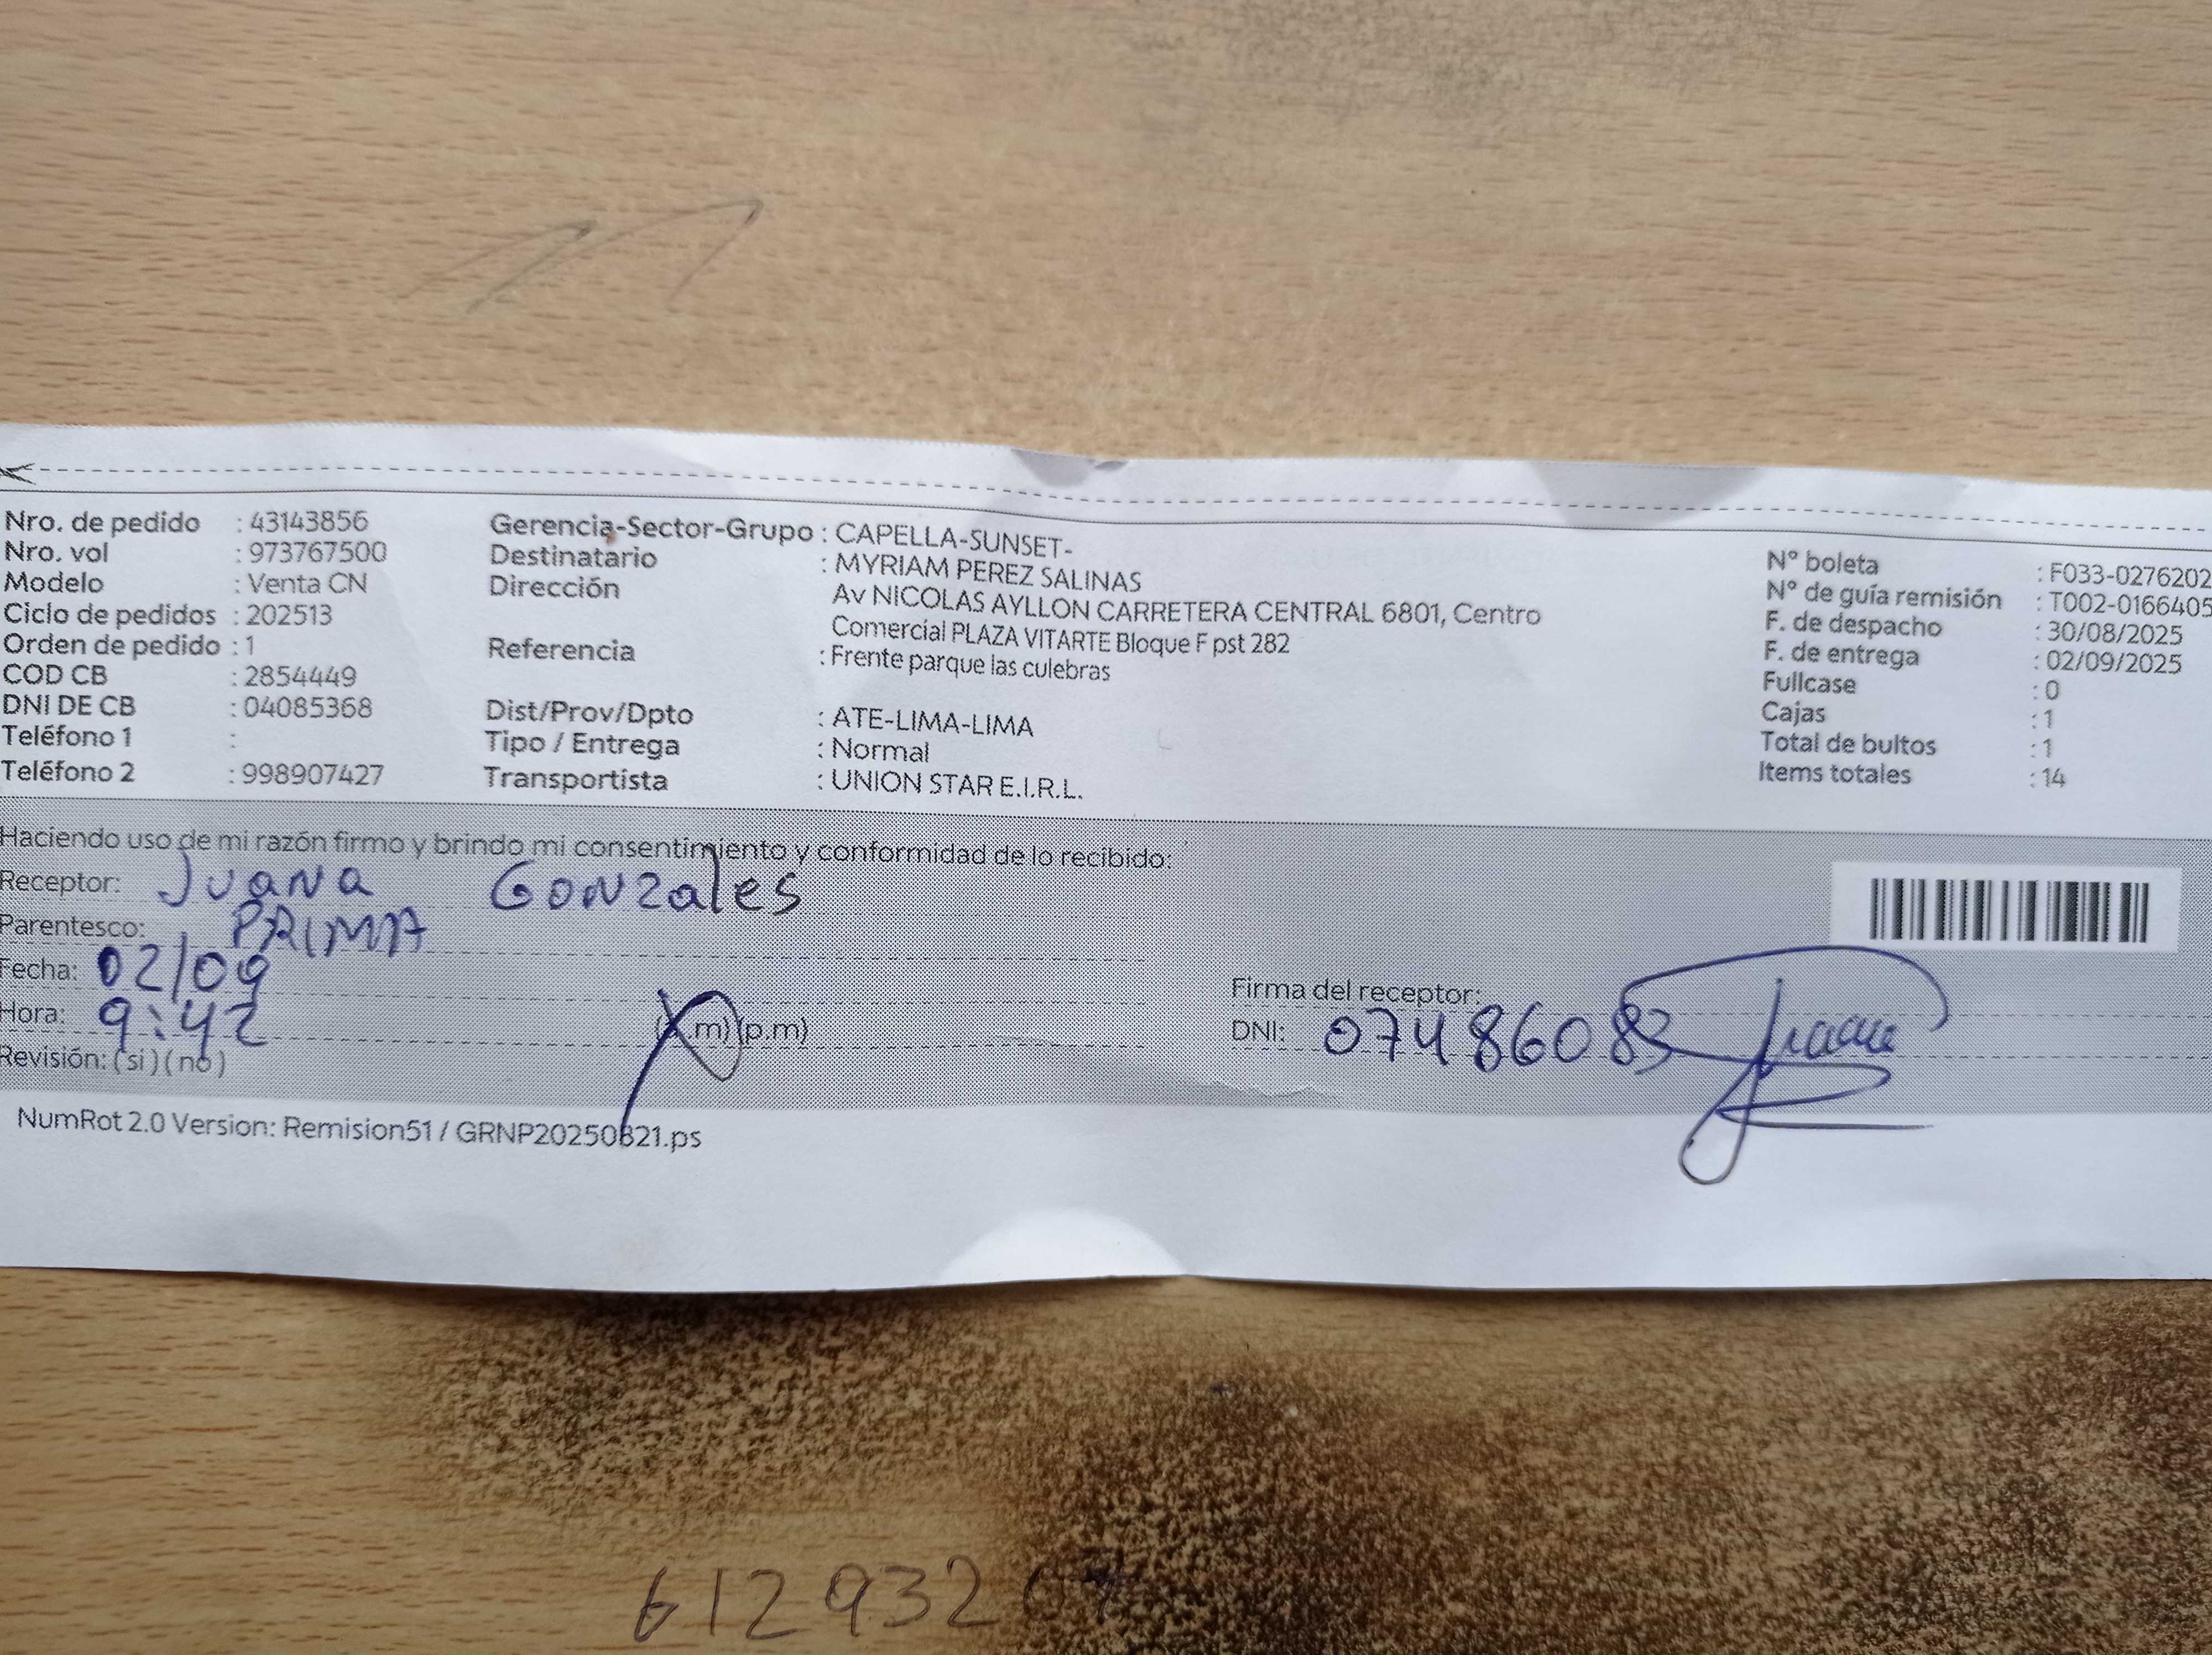 Nro. de pedido : 43143856
Nro. vol : 973767500
Modelo : Venta CN
Ciclo de pedidos : 202513
Orden de pedido : 1
COD CB : 2854449
DNI DE CB : 04085368
Teléfono 1 :
Teléfono 2 : 998907427
Gerencia-Sector-Grupo : CAPELLA-SUNSET-
Destinatario : MYRIAM PEREZ SALINAS
Dirección Av NICOLAS AYLLON CARRETERA CENTRAL 6801, Centro
Comercial PLAZA VITARTE Bloque F pst 282
Referencia : Frente parque las culebras
Dist/Prov/Dpto : ATE-LIMA-LIMA
Tipo / Entrega : Normal
Transportista : UNION STAR E.I.R.L.
N° boleta : F033-0276202
N° de guía remisión : T002-0166405
F. de despacho : 30/08/2025
F. de entrega : 02/09/2025
Fullcase : 0
Cajas : 1
Total de bultos : 1
Items totales : 14
Haciendo uso de mi razón firmo y brindo mi consentimiento y conformidad de lo recibido:
Receptor: Juana Gonzales
Parentesco: PRIMA
Fecha: 02/09
Hora: 9:42 (a.m) (p.m)
Revisión: (si) (no)
Firma del receptor:
DNI: 07486083
NumRot 2.0 Version: Remision51 / GRNP20250821.ps